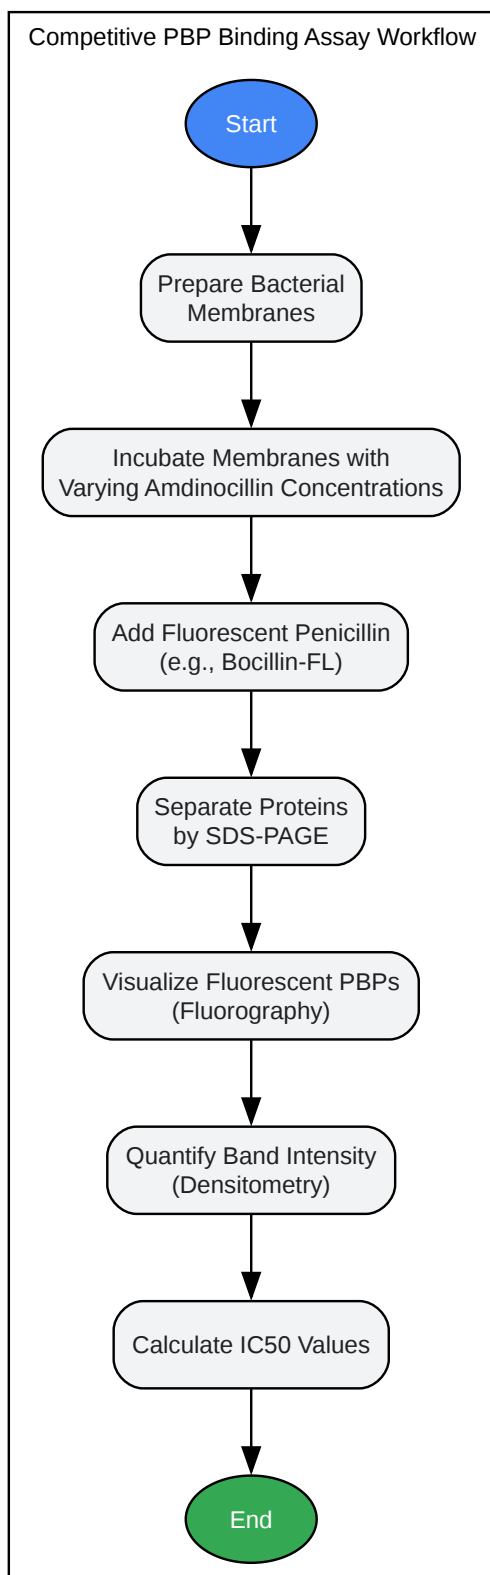 Competitive PBP Binding Assay Workflow
Start
Prepare Bacterial
Membranes
Incubate Membranes with
Varying Amdinocillin Concentrations
Add Fluorescent Penicillin
(e.g., Bocillin-FL)
Separate Proteins
by SDS-PAGE
Visualize Fluorescent PBPs
(Fluorography)
Quantify Band Intensity
(Densitometry)
Calculate IC50 Values
End